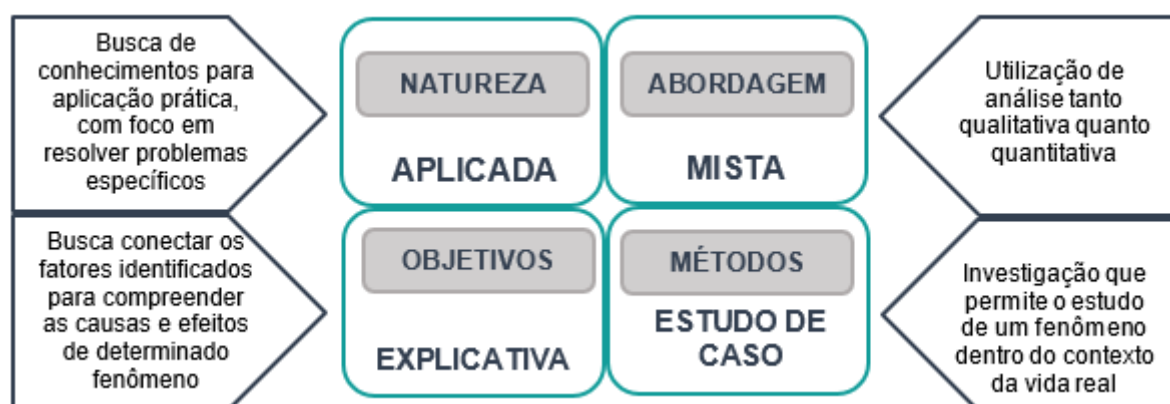 Busca de
conhecimentos para
aplicação prática,
com foco em
resolver problemas
específicos
NATUREZA
APLICADA
ABORDAGEM
MISTA
Utilização de
análise tanto
qualitativa quanto
quantitativa
Busca conectar os
fatores identificados
para compreender
as causas e efeitos
de determinado
fenômeno
OBJETIVOS
EXPLICATIVA
MÉTODOS
ESTUDO DE
CASO
Investigação que
permite o estudo
de um fenômeno
dentro do contexto
da vida real